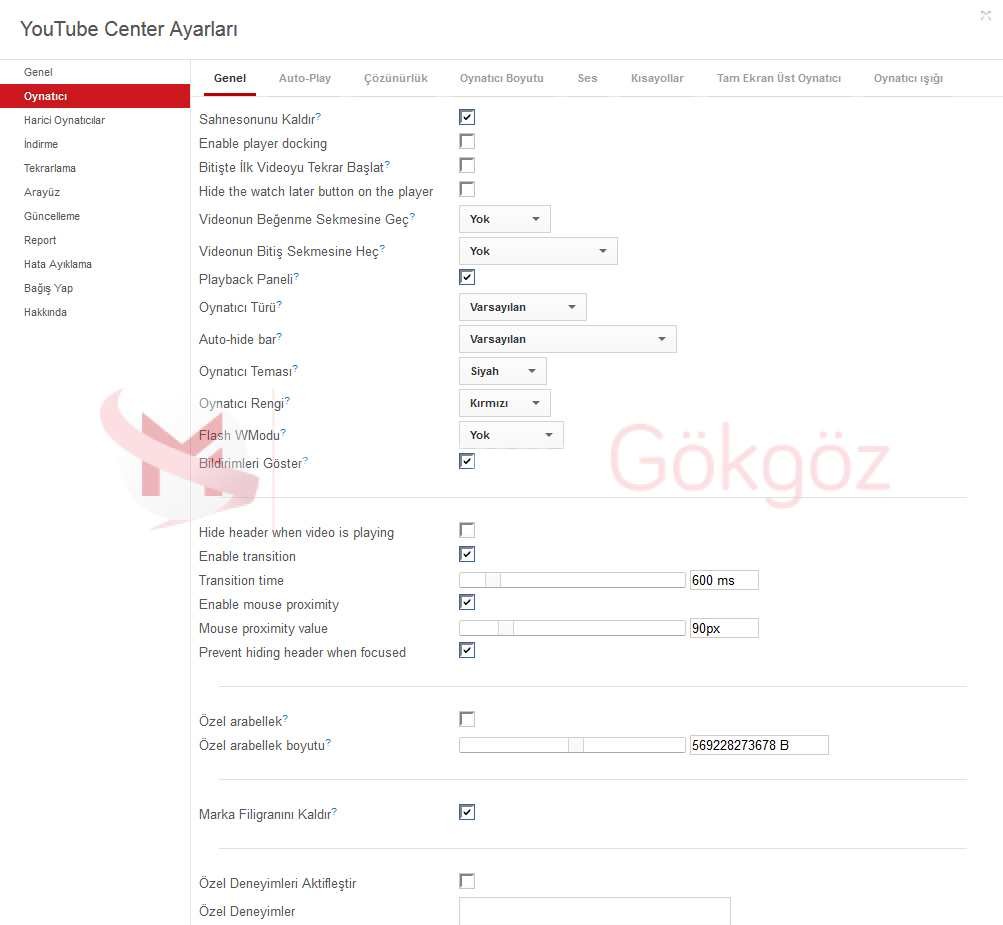 YouTube Center Ayarları
Genel
Oynatıcı
Harici Oynatıcılar
İndirme
Tekrarlama
Arayüz
Güncelleme
Report
Hata Ayıklama
Bağış Yap
Hakkında
Genel Auto-Play Çözünürlük Oynatıcı Boyutu Ses Kısayollar Tam Ekran Üst Oynatıcı Oynatıcı ışığı
Sahnesonunu Kaldır?
Enable player docking
Bitişte İlk Videoyu Tekrar Başlat?
Hide the watch later button on the player
Videonun Beğenme Sekmesine Geç? Yok
Videonun Bitiş Sekmesine Heç? Yok
Playback Paneli?
Oynatıcı Türü? Varsayılan
Auto-hide bar? Varsayılan
Oynatıcı Teması? Siyah
Oynatıcı Rengi? Kırmızı
Flash WModu? Yok
Bildirimleri Göster?
M Gökgöz
Hide header when video is playing
Enable transition
Transition time 600 ms
Enable mouse proximity
Mouse proximity value 90px
Prevent hiding header when focused
Özel arabellek?
Özel arabellek boyutu? 569228273678 B
Marka Filigranını Kaldır?
Özel Deneyimleri Aktifleştir
Özel Deneyimler